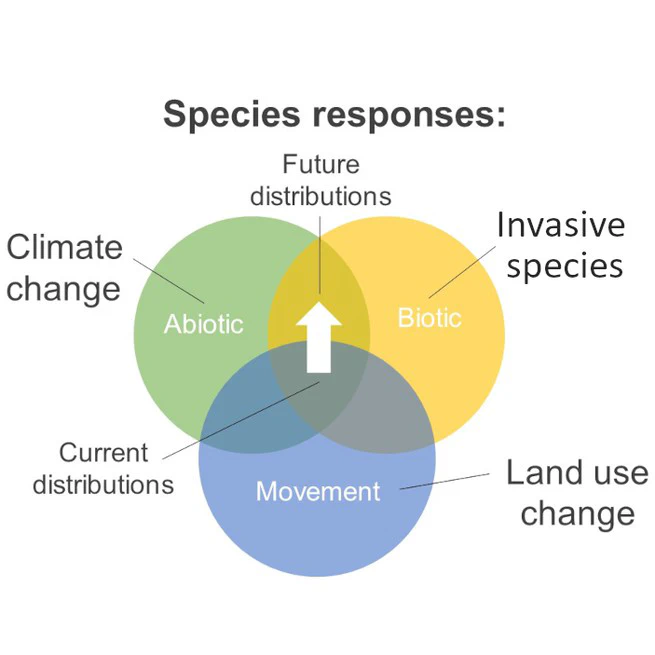 Species responses:
Future
distributions
Climate
change
Invasive
species
Abiotic
Biotic
Current
distributions
Movement
Land use
change